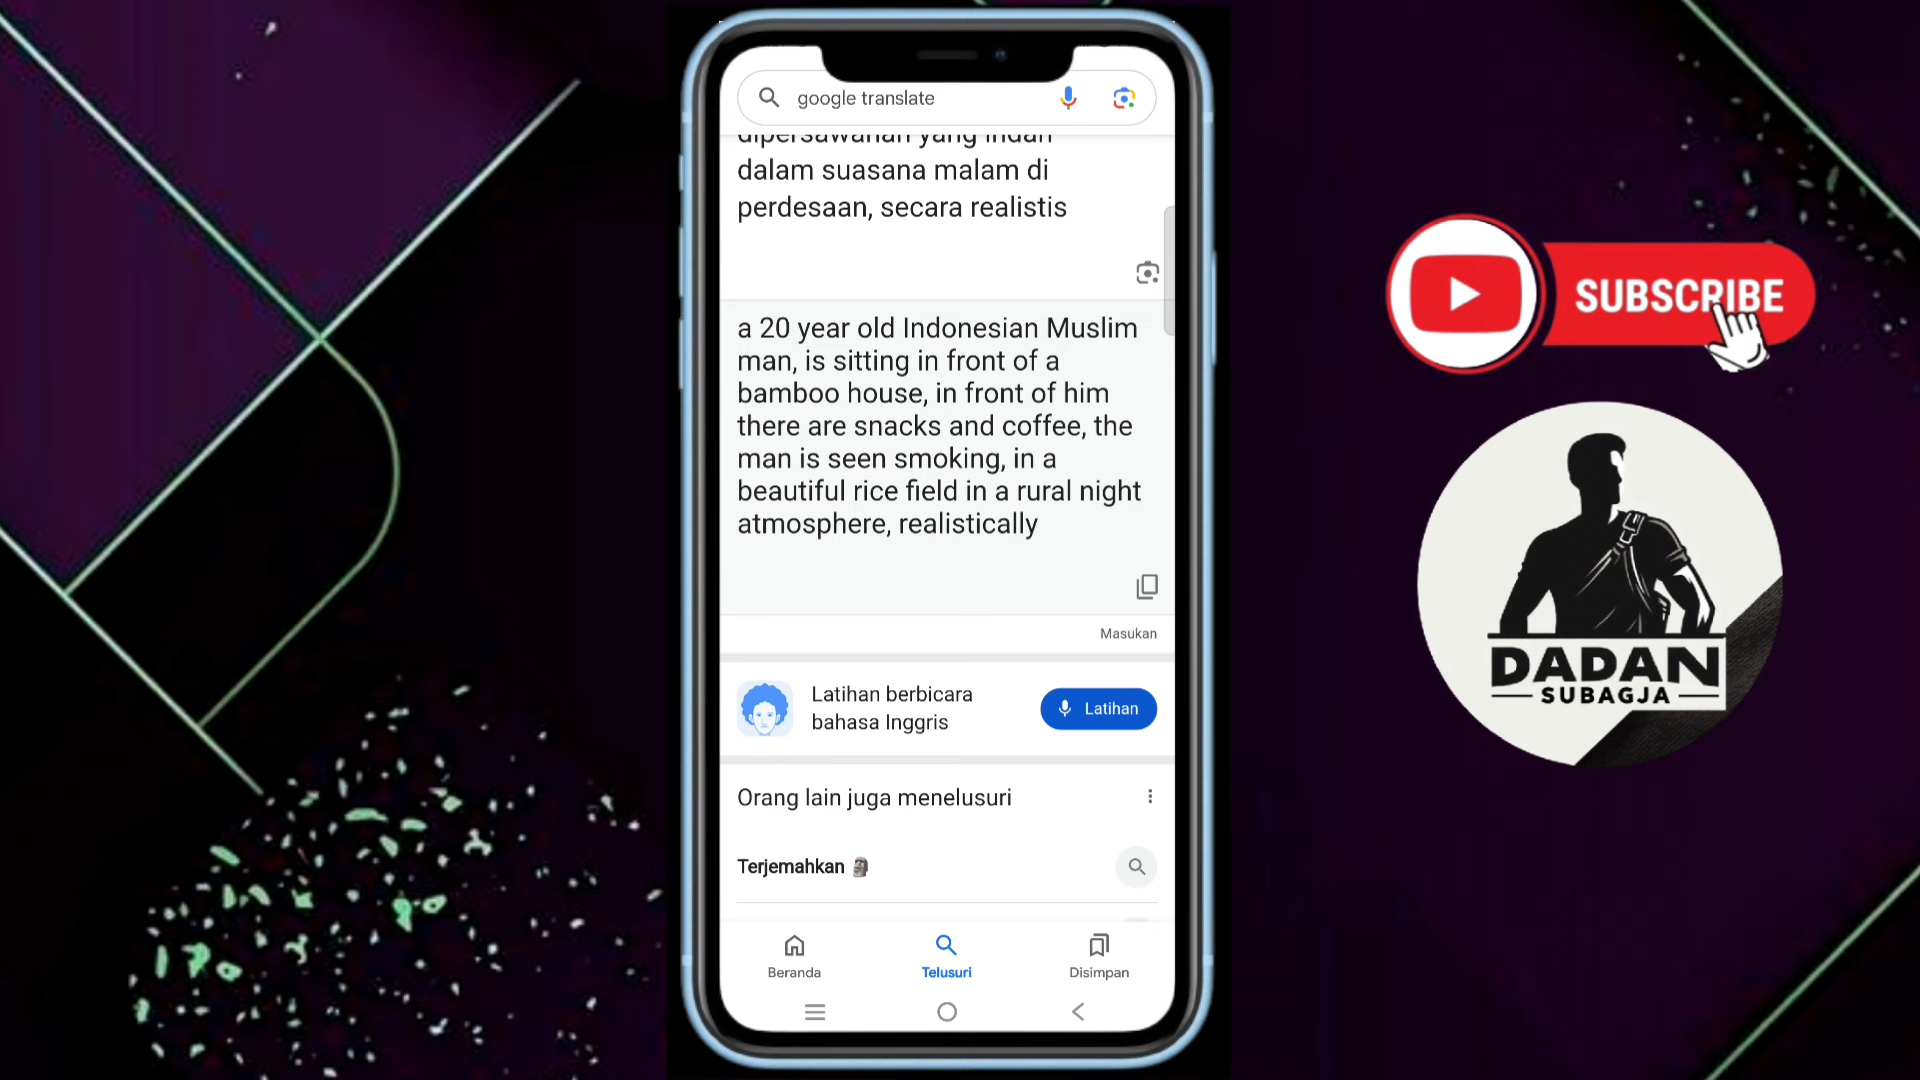 google translate
dipersawahan yang indah
dalam suasana malam di
perdesaan, secara realistis
a 20 year old Indonesian Muslim
man, is sitting in front of a
bamboo house, in front of him
there are snacks and coffee, the
man is seen smoking, in a
beautiful rice field in a rural night
atmosphere, realistically
Masukan
Latihan berbicara
bahasa Inggris
Latihan
Orang lain juga menelusuri
Terjemahkan 🗿
Beranda
Telusuri
Disimpan
SUBSCRIBE
DADAN
SUBAGJA